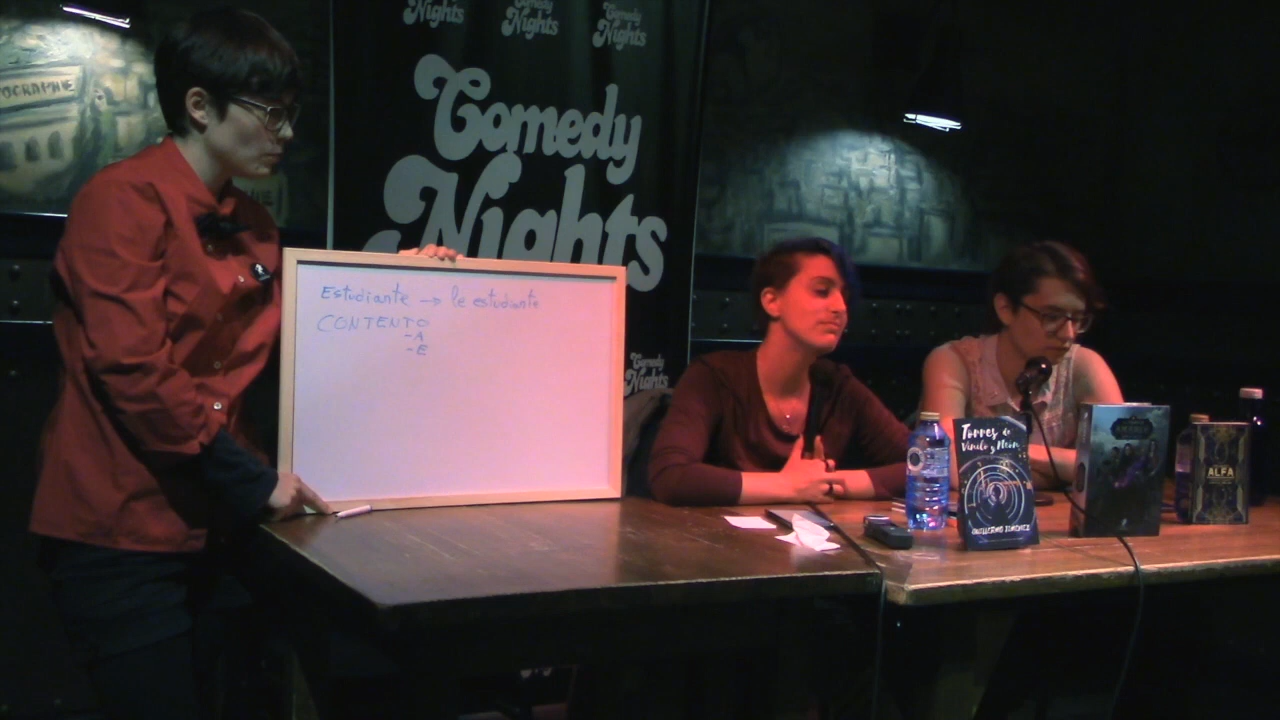 Nights
Comedy
Nights
Comedy
Nights
OGRAPHE
Comedy
Nights
Estudiante → le estudiante
CONTENTO
-A
-E
Comedy
Nights
Torres de
Vinilo y Neón
GUILLERMO JIMÉNEZ
ALFA